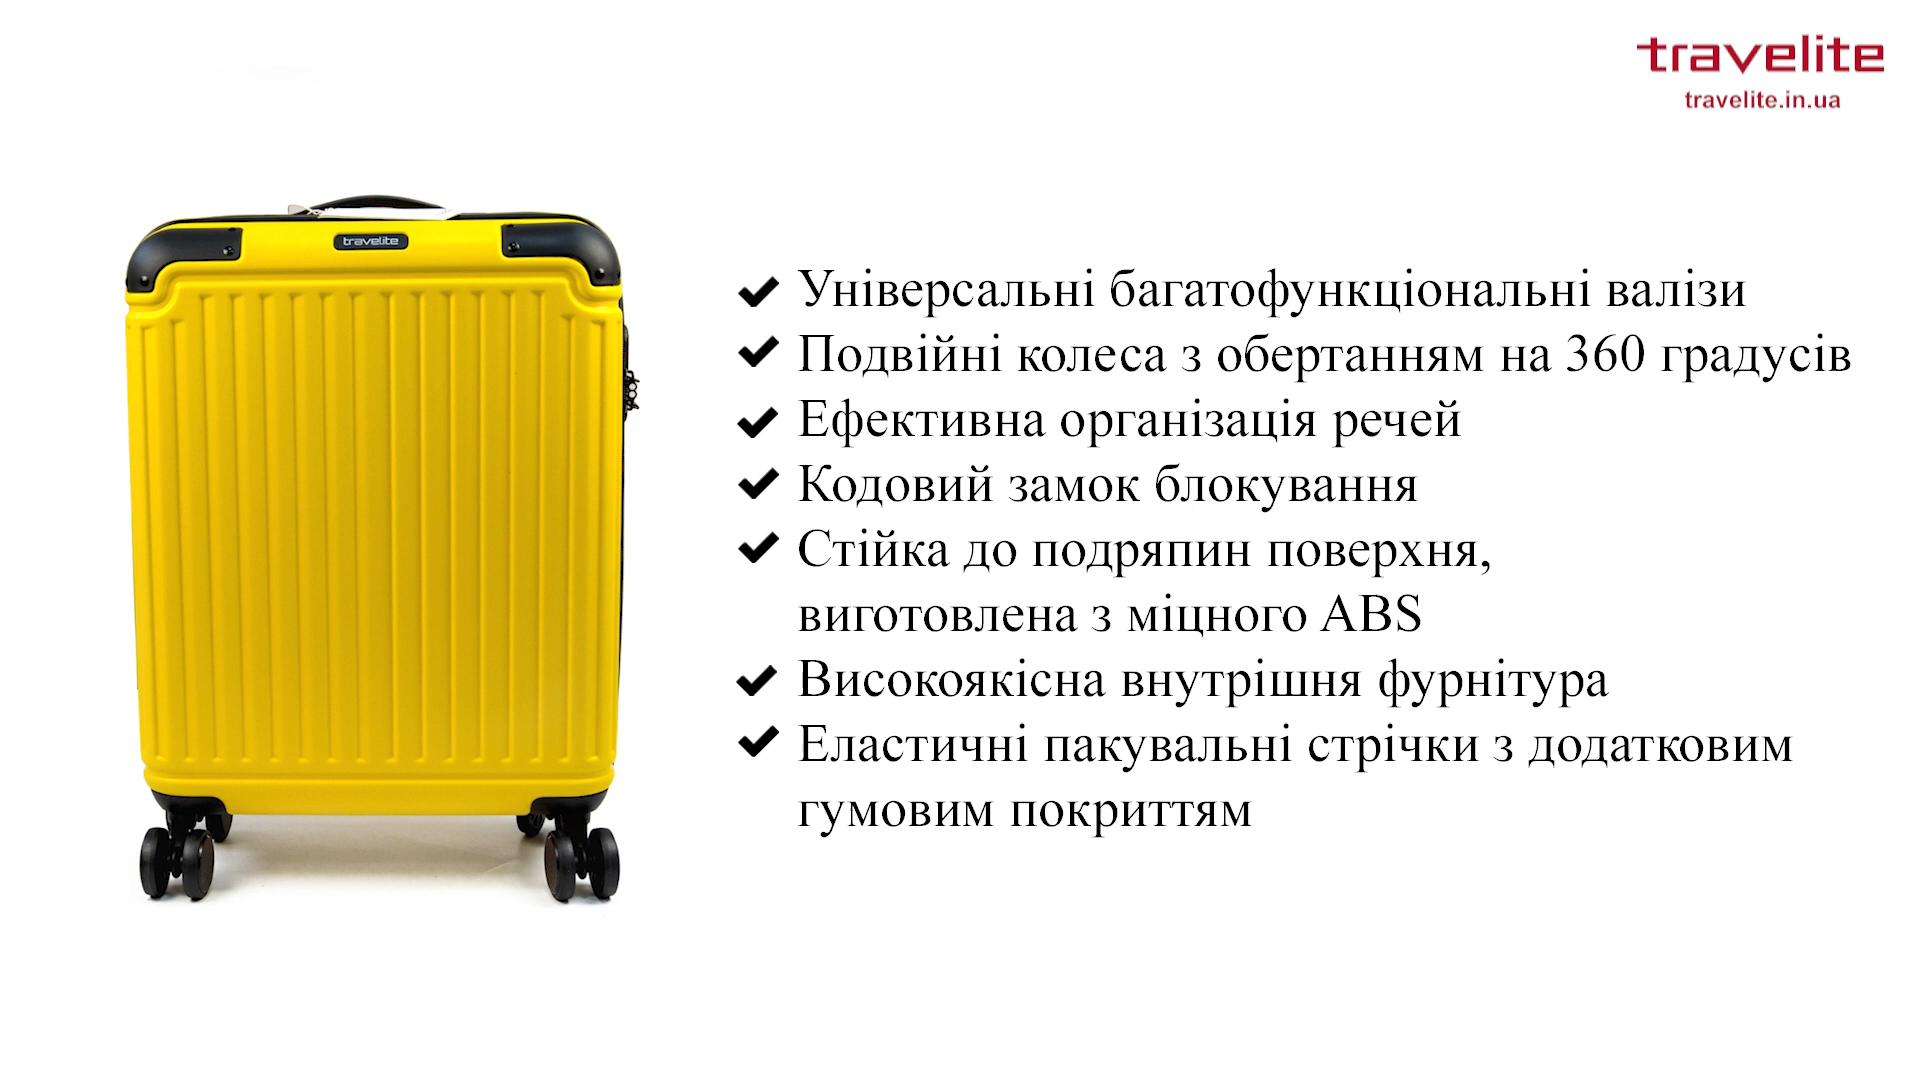 travelite
travelite.in.ua
travelite
Універсальні багатофункціональні валізи
Подвійні колеса з обертанням на 360 градусів
Ефективна організація речей
Кодовий замок блокування
Стійка до подряпин поверхня,
виготовлена з міцного ABS
Високоякісна внутрішня фурнітура
Еластичні пакувальні стрічки з додатковим
гумовим покриттям